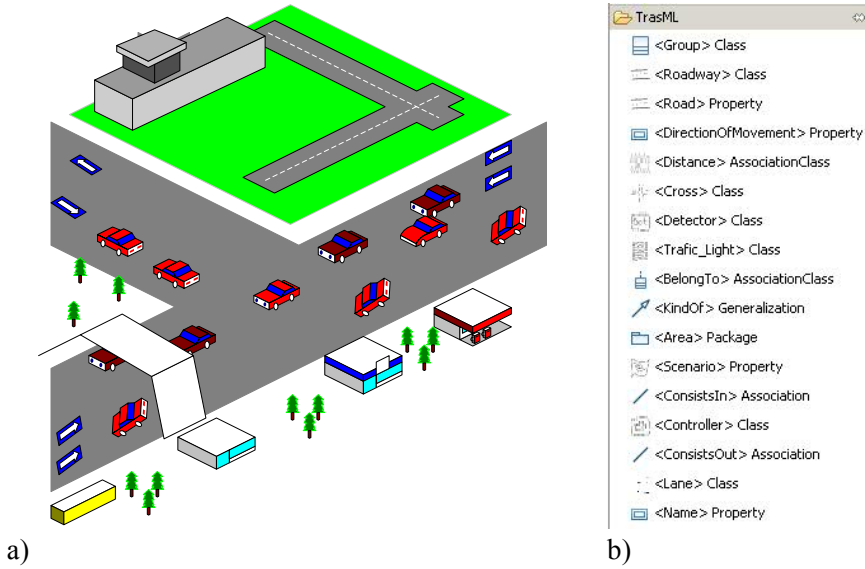 TrasML
<Group> Class
<Roadway> Class
<Road> Property
<DirectionOfMovement> Property
<Distance> AssociationClass
<Cross> Class
<Detector> Class
<Trafic_Light> Class
<BelongTo> AssociationClass
<KindOf> Generalization
<Area> Package
<Scenario> Property
<ConsistsIn> Association
<Controller> Class
<ConsistsOut> Association
<Lane> Class
<Name> Property
a)
b)